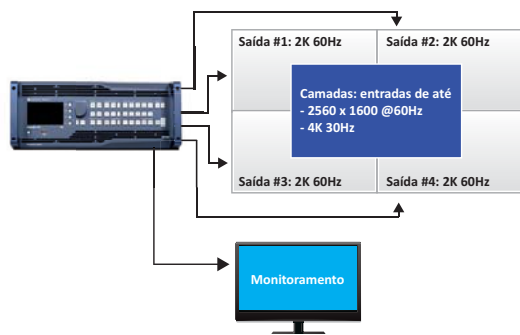 Saída #1: 2K 60Hz
Saída #2: 2K 60Hz
Camadas: entradas de até
- 2560 x 1600 @60Hz
- 4K 30Hz
Saída #3: 2K 60Hz
Saída #4: 2K 60Hz
Monitoramento